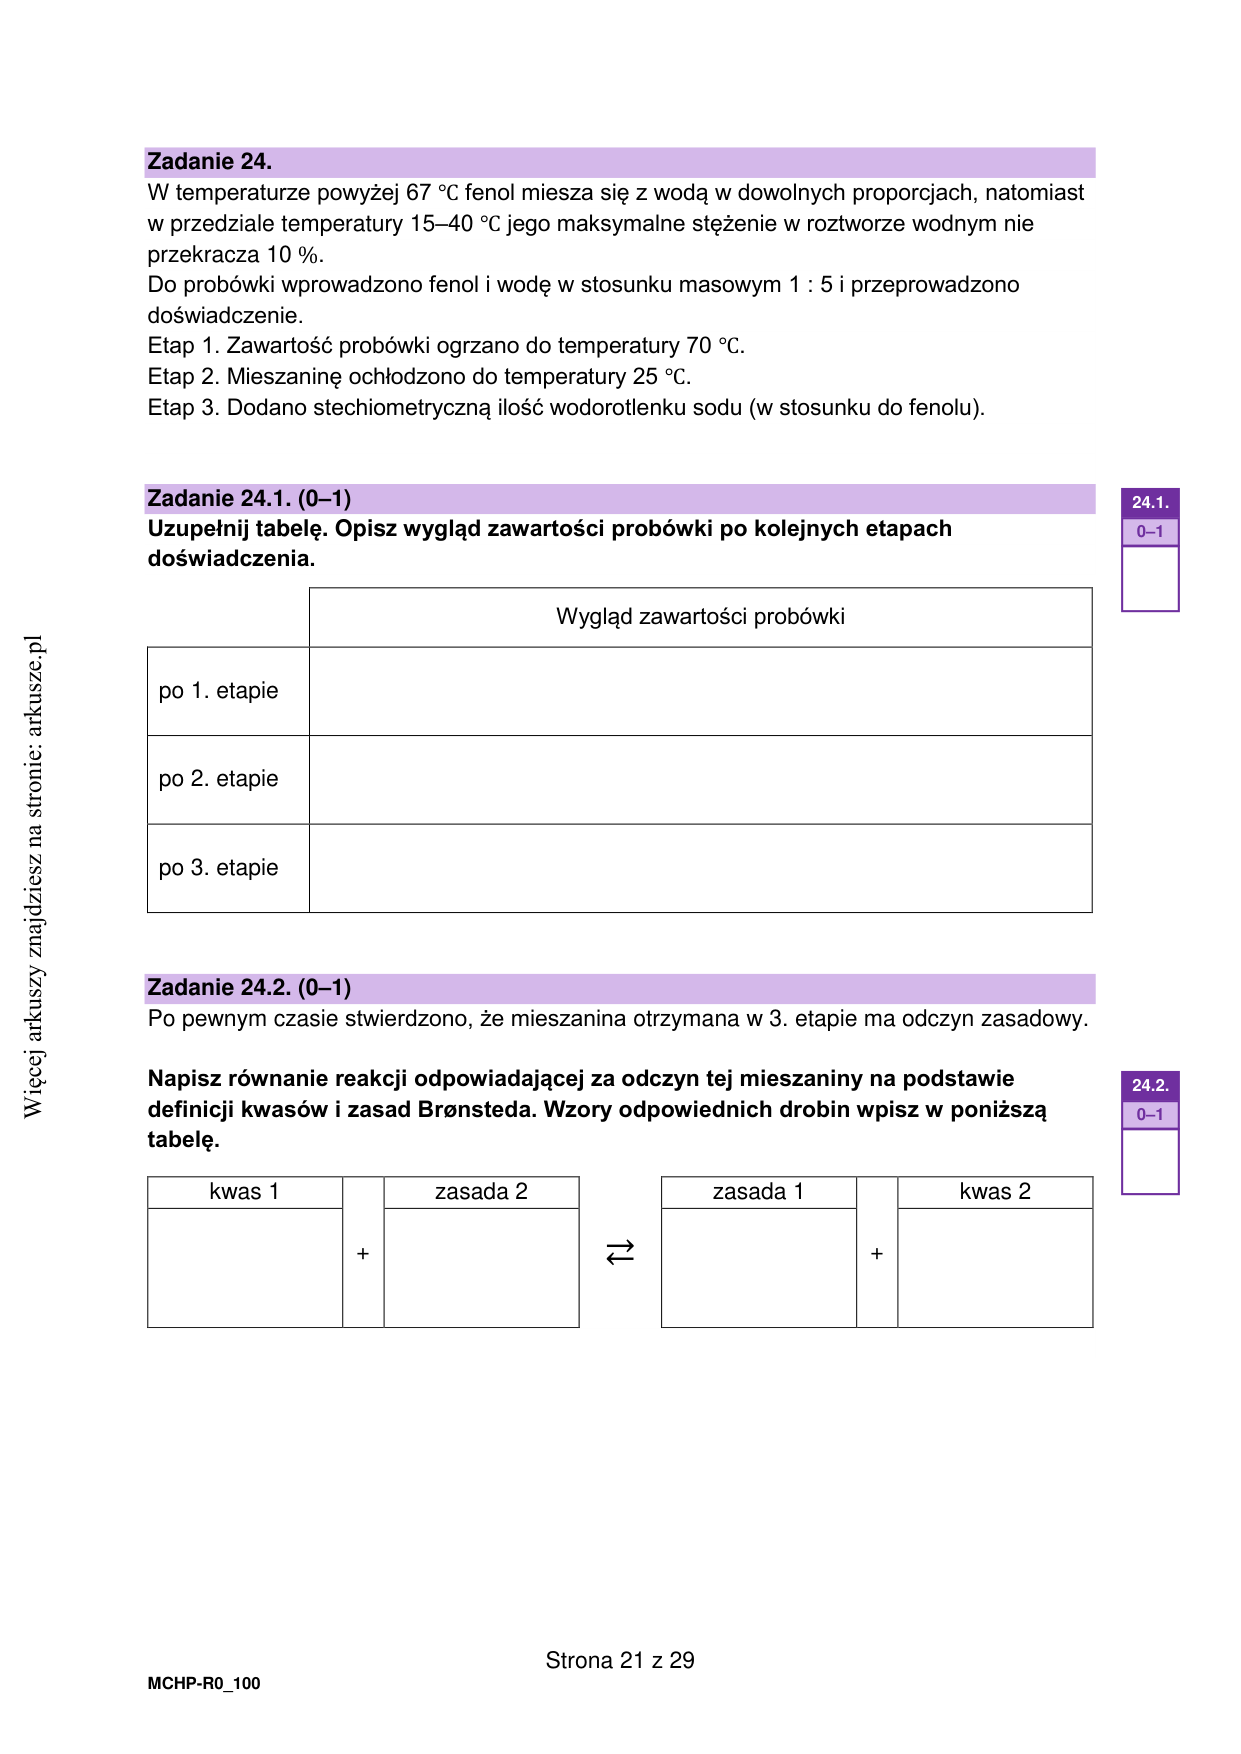 Zadanie 24.
W temperaturze powyżej 67 °C fenol miesza się z wodą w dowolnych proporcjach, natomiast
w przedziale temperatury 15–40 °C jego maksymalne stężenie w roztworze wodnym nie
przekracza 10 %.
Do probówki wprowadzono fenol i wodę w stosunku masowym 1 : 5 i przeprowadzono
doświadczenie.
Etap 1. Zawartość probówki ogrzano do temperatury 70 °C.
Etap 2. Mieszaninę ochłodzono do temperatury 25 °C.
Etap 3. Dodano stechiometryczną ilość wodorotlenku sodu (w stosunku do fenolu).
Zadanie 24.1. (0–1)
24.1.
0–1
Uzupełnij tabelę. Opisz wygląd zawartości probówki po kolejnych etapach
doświadczenia.
Wygląd zawartości probówki
po 1. etapie
po 2. etapie
po 3. etapie
Więcej arkuszy znajdziesz na stronie: arkusze.pl
Zadanie 24.2. (0–1)
Po pewnym czasie stwierdzono, że mieszanina otrzymana w 3. etapie ma odczyn zasadowy.
Napisz równanie reakcji odpowiadającej za odczyn tej mieszaniny na podstawie
definicji kwasów i zasad Brønsteda. Wzory odpowiednich drobin wpisz w poniższą
tabelę.
24.2.
0–1
kwas 1 zasada 2 zasada 1 kwas 2
+ ⇄ +
Strona 21 z 29
MCHP-R0_100